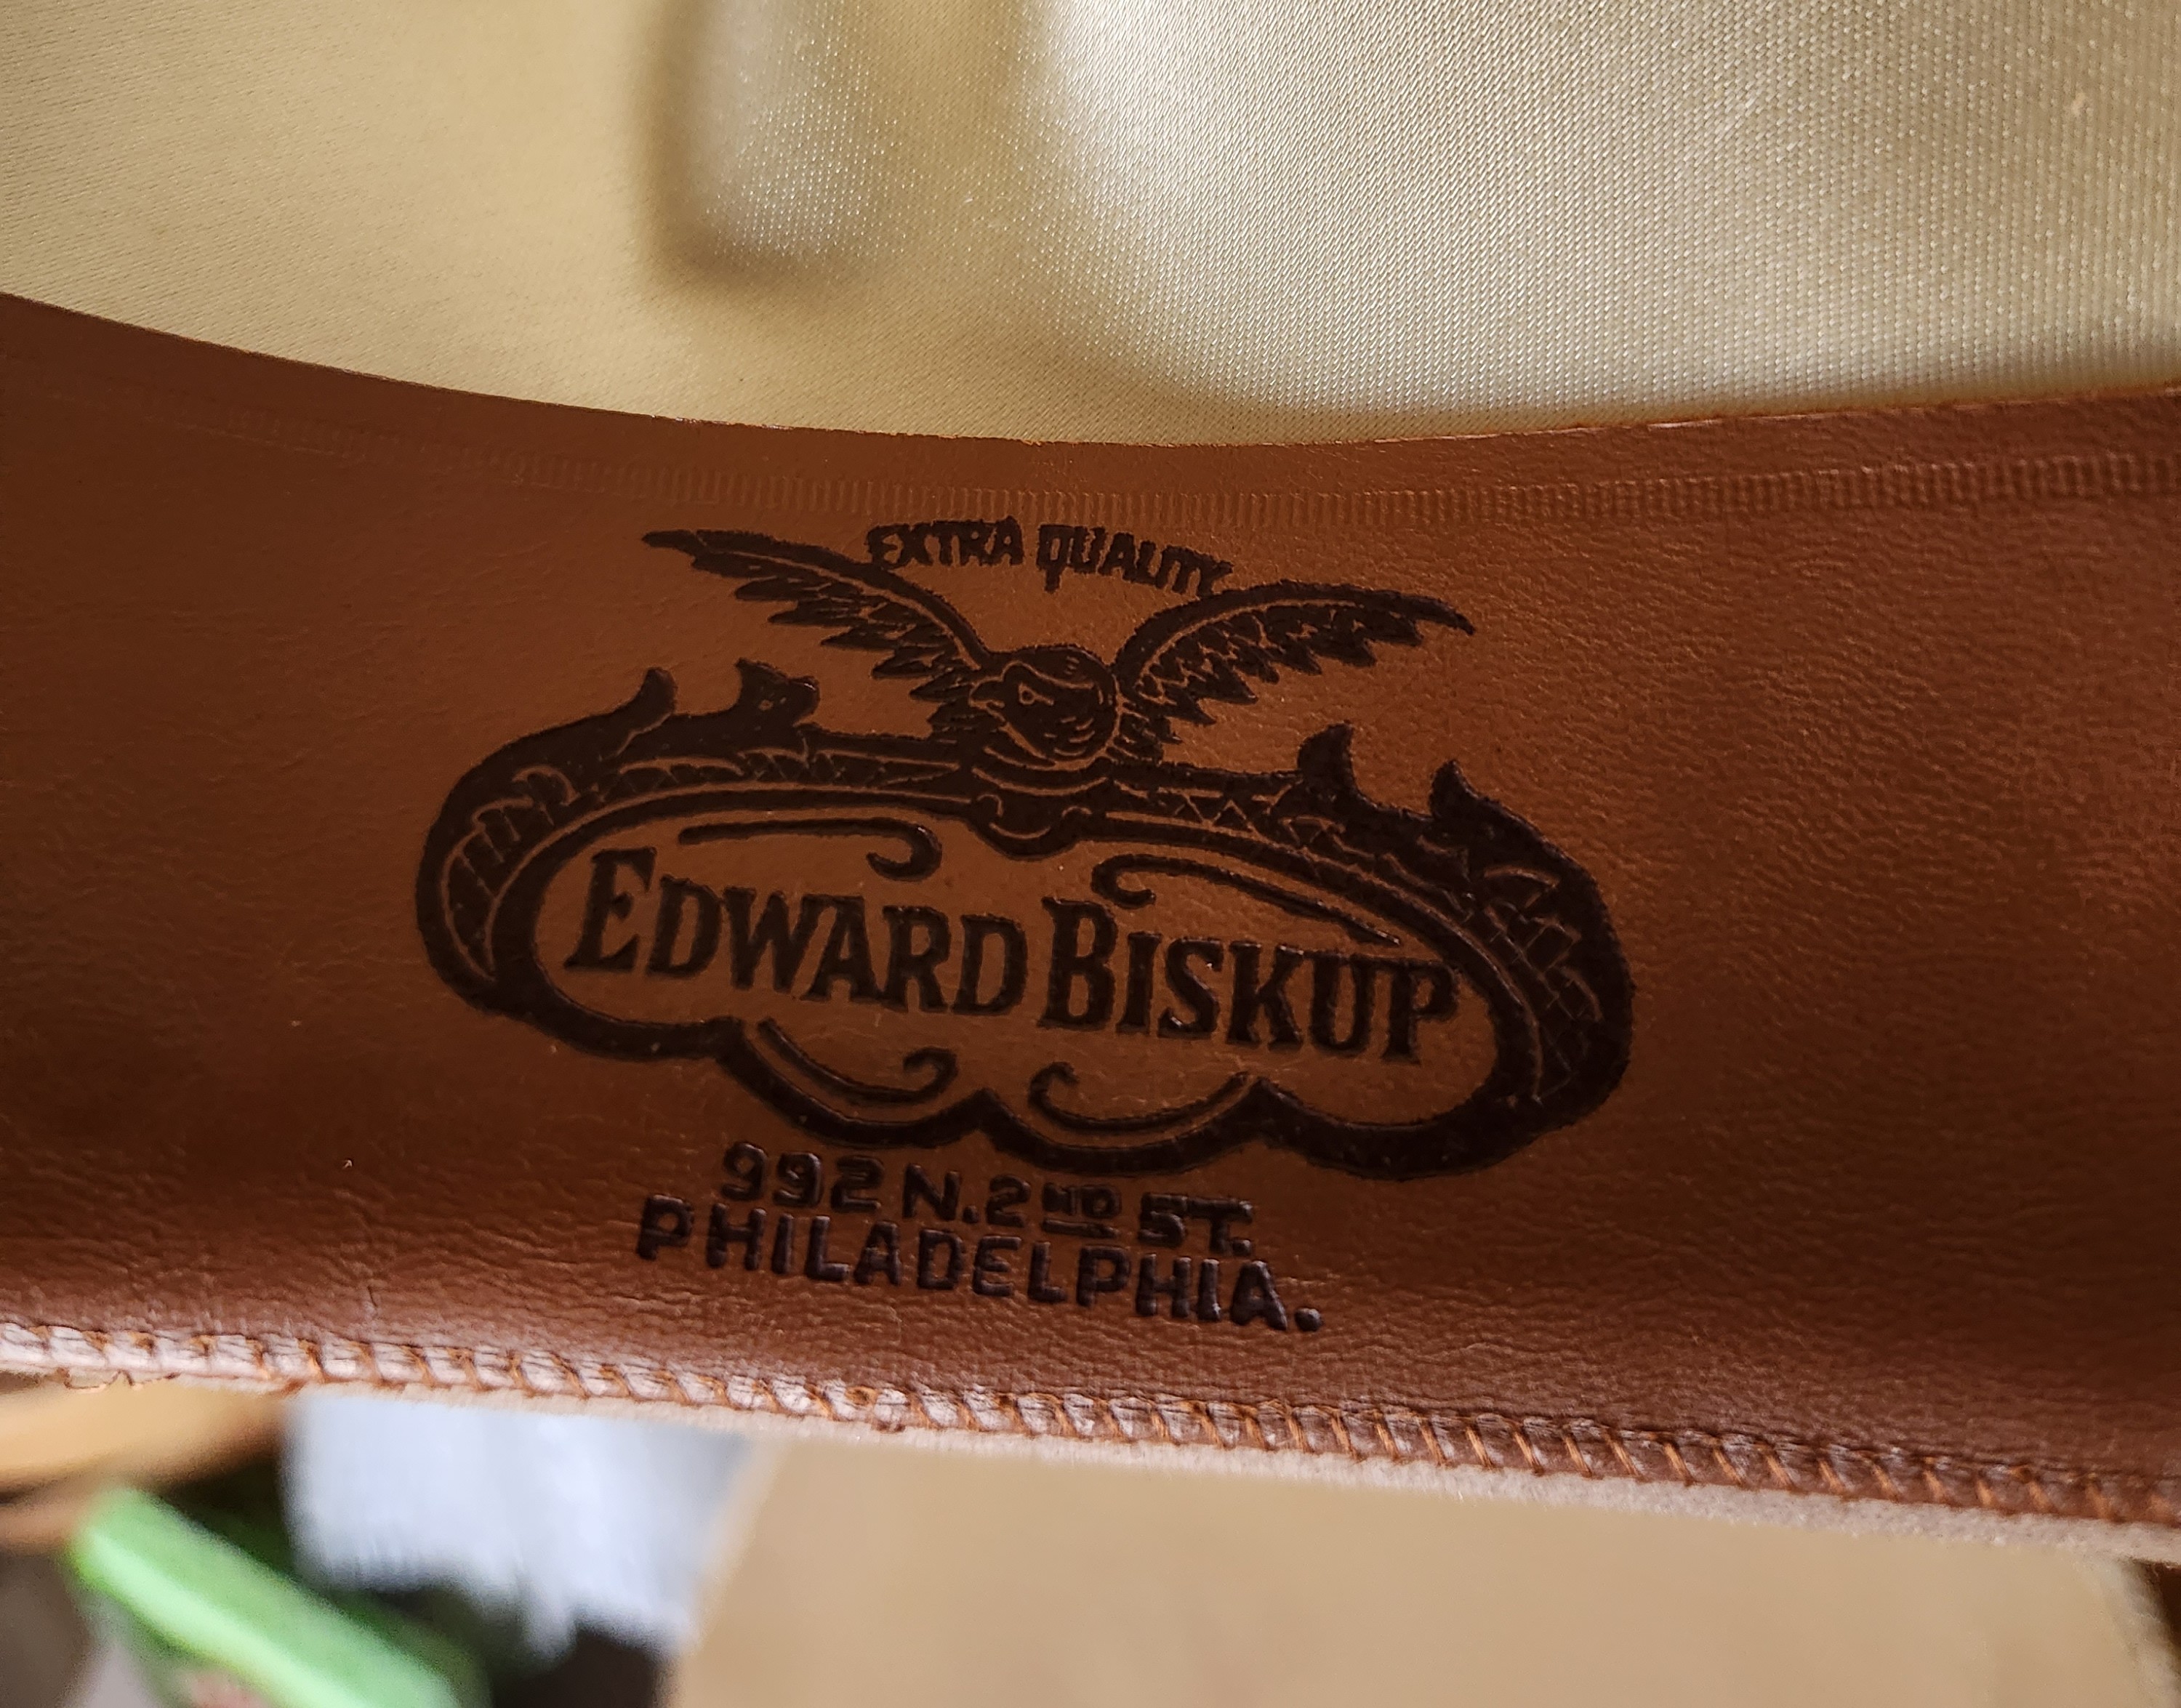 EXTRA QUALITY
EDWARD BISKUP
992 N. 2ND ST.
PHILADELPHIA.